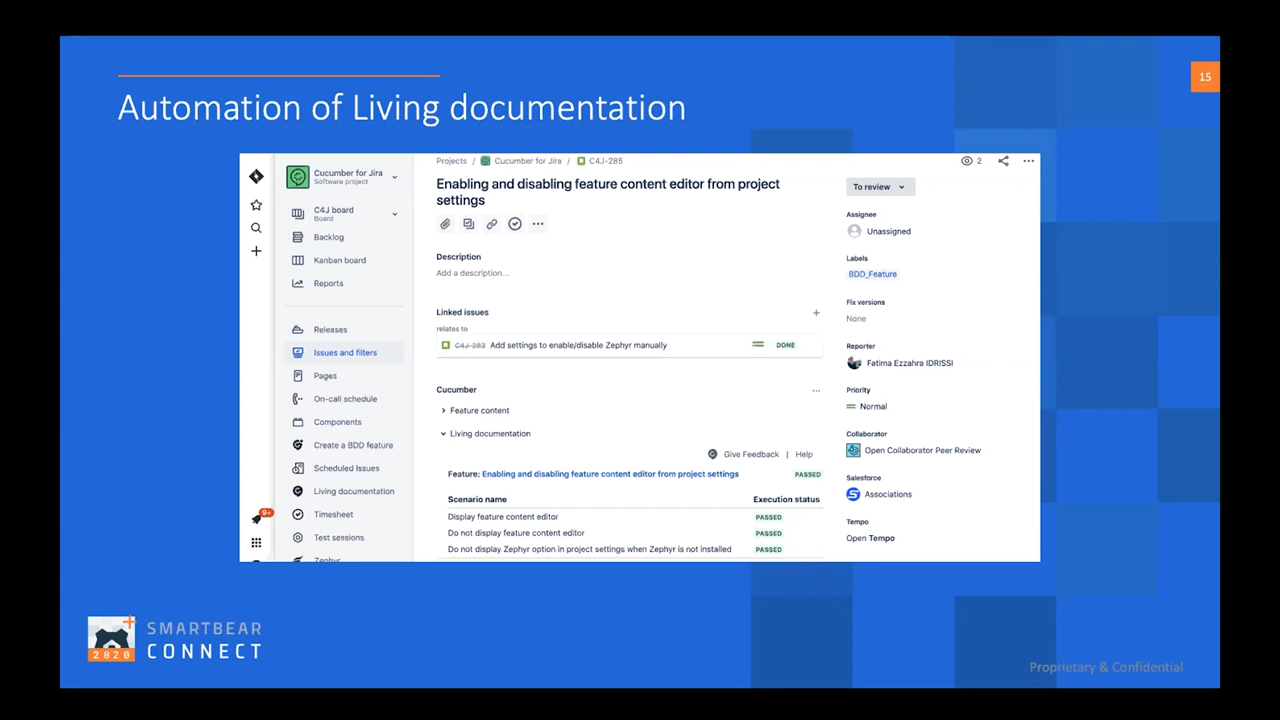 15
Automation of Living documentation
Cucumber for Jira
Software project
C4J board
Board
Backlog
Kanban board
Reports
Releases
Issues and filters
Pages
On-call schedule
Components
Create a BDD feature
Scheduled Issues
Living documentation
Timesheet
Test sessions
Zephyr
9+
Projects / Cucumber for Jira / C4J-285
2
Enabling and disabling feature content editor from project
settings
Description
Add a description...
Linked issues
relates to
C4J-283 Add settings to enable/disable Zephyr manually DONE
Cucumber
Feature content
Living documentation
Give Feedback | Help
Feature: Enabling and disabling feature content editor from project settings PASSED
Scenario name Execution status
Display feature content editor PASSED
Do not display feature content editor PASSED
Do not display Zephyr option in project settings when Zephyr is not installed PASSED
To review
Assignee
Unassigned
Labels
BDD_Feature
Fix versions
None
Reporter
Fatima Ezzahra IDRISSI
Priority
Normal
Collaborator
Open Collaborator Peer Review
Salesforce
Associations
Tempo
Open Tempo
2020
SMARTBEAR
CONNECT
Proprietary & Confidential